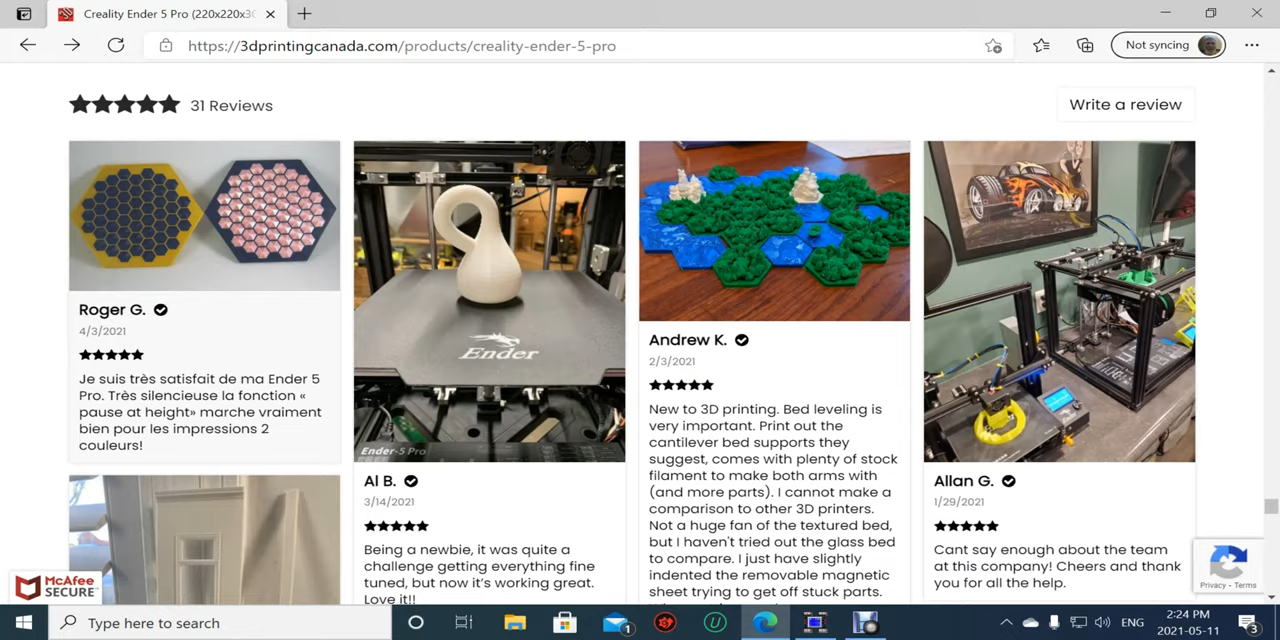 Creality Ender 5 Pro (220x220x30
https://3dprintingcanada.com/products/creality-ender-5-pro
Not syncing
31 Reviews
Write a review
Roger G.
4/3/2021
Je suis très satisfait de ma Ender 5
Pro. Très silencieuse la fonction «
pause at height» marche vraiment
bien pour les impressions 2
couleurs!
Ender
Ender-5 Pro
Al B.
3/14/2021
Being a newbie, it was quite a
challenge getting everything fine
tuned, but now it's working great.
Love it!!
Andrew K.
2/3/2021
New to 3D printing. Bed leveling is
very important. Print out the
cantilever bed supports they
suggest, comes with plenty of stock
filament to make both arms with
(and more parts). I cannot make a
comparison to other 3D printers.
Not a huge fan of the textured bed,
but I haven't tried out the glass bed
to compare. I just have slightly
indented the removable magnetic
sheet trying to get off stuck parts.
Allan G.
1/29/2021
Cant say enough about the team
at this company! Cheers and thank
you for all the help.
McAfee
SECURE
Privacy - Terms
Type here to search
1
ENG
2:24 PM
2021-05-11
3